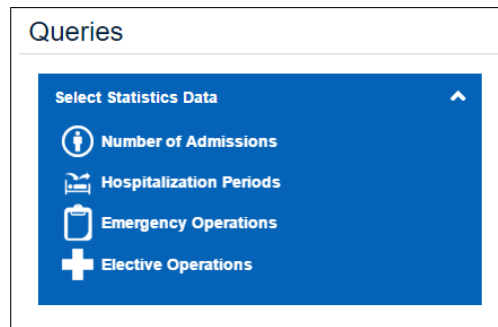 Queries
Select Statistics Data
Number of Admissions
Hospitalization Periods
Emergency Operations
Elective Operations